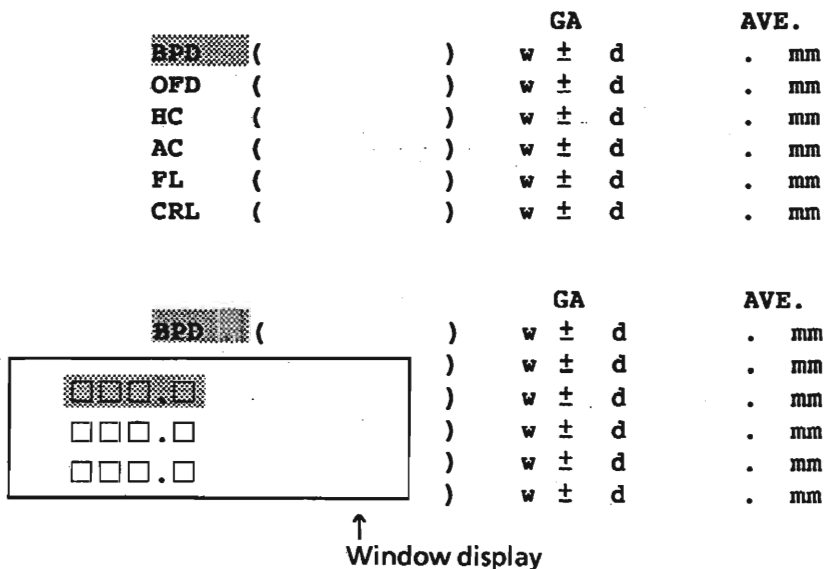 GA AVE.
BPD ( ) w ± d . mm
OFD ( ) w ± d . mm
HC ( ) w ± d . mm
AC ( ) w ± d . mm
FL ( ) w ± d . mm
CRL ( ) w ± d . mm
GA AVE.
BPD ( ) w ± d . mm
) w ± d . mm
□□□.□ ) w ± d . mm
□□□.□ ) w ± d . mm
□□□.□ ) w ± d . mm
) w ± d . mm
↑
Window display